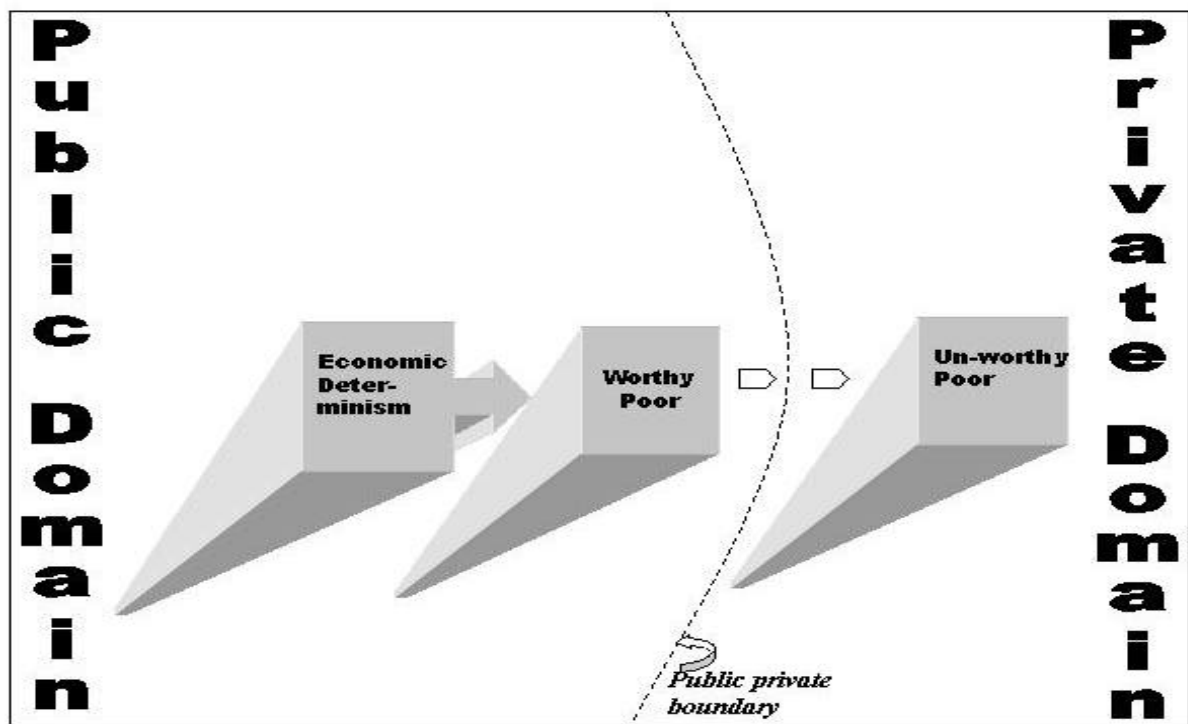 Public Domain
Economic
Deter-
minism
Worthy
Poor
Un-worthy
Poor
Public private
boundary
Private Domain